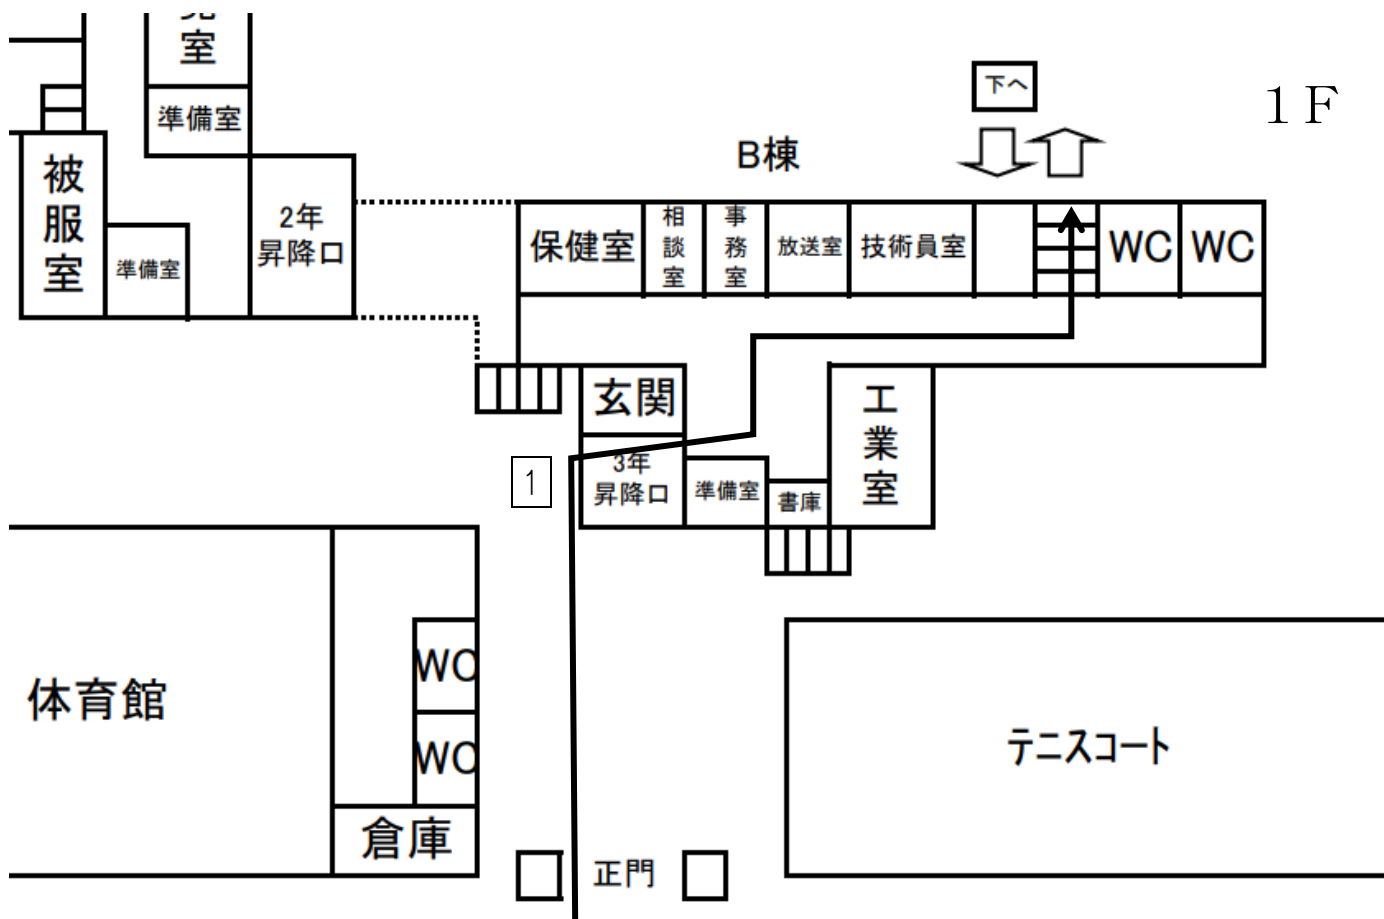 室
準備室
被服室
準備室
2年
昇降口
B棟
下へ
1F
保健室
相談室
事務室
放送室
技術員室
WC
WC
玄関
3年
昇降口
準備室
書庫
工業室
1
体育館
WC
WC
倉庫
正門
テニスコート